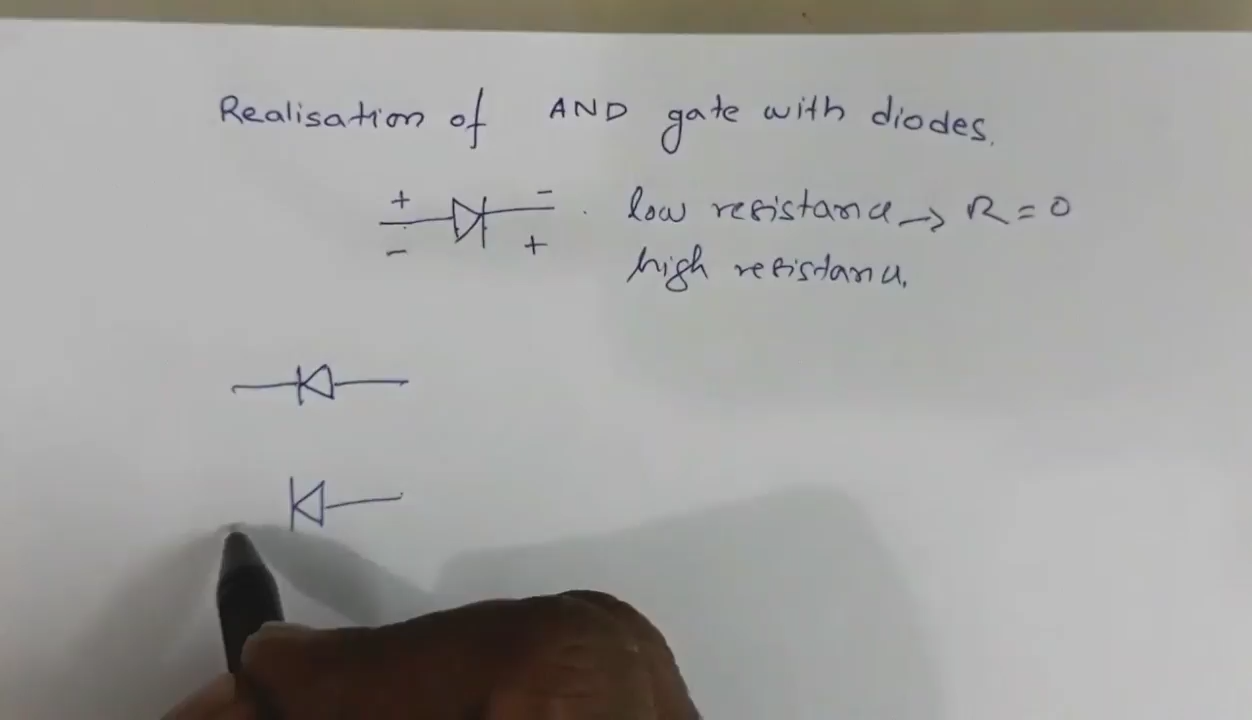 Realisation of AND gate with diodes.
+ - low resistance → R = 0
- + high resistance.